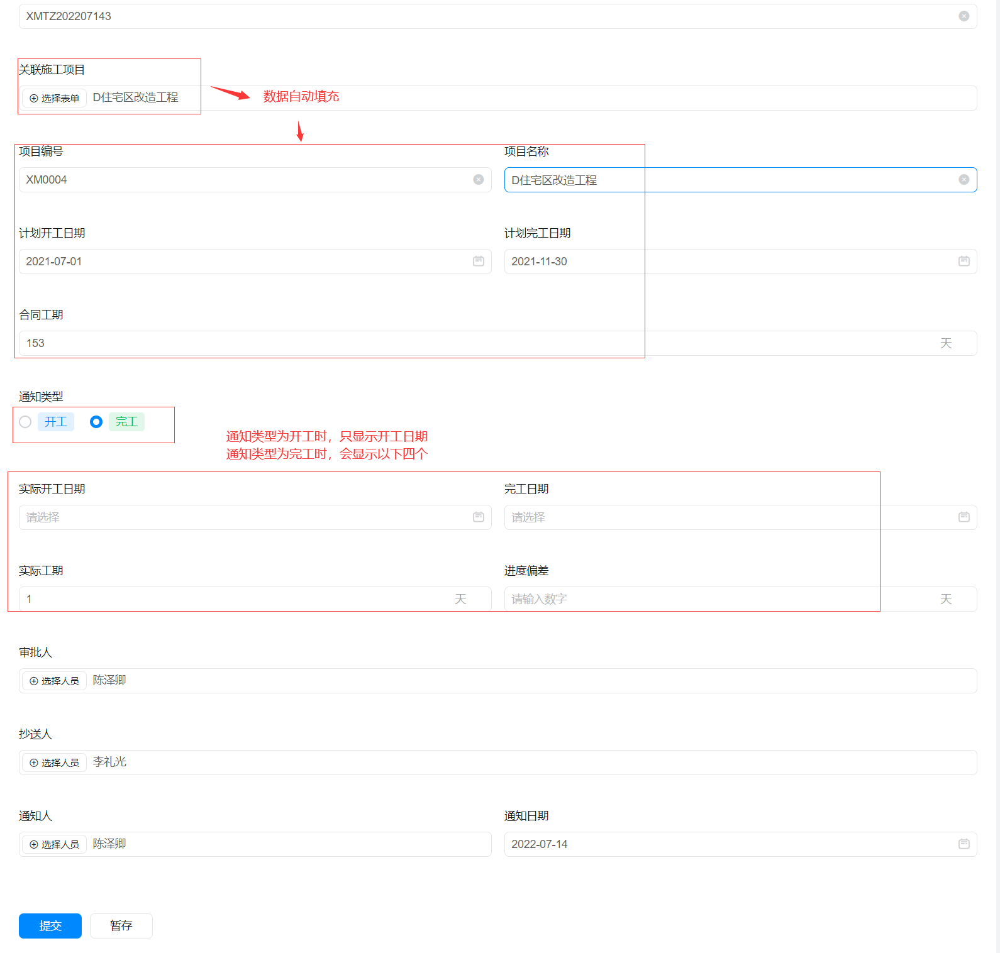 XMTZ202207143
关联施工项目
选择表单 D住宅区改造工程
数据自动填充
项目编号 项目名称
XM0004 D住宅区改造工程
计划开工日期 计划完工日期
2021-07-01 2021-11-30
合同工期
153 天
通知类型
开工 完工
通知类型为开工时，只显示开工日期
通知类型为完工时，会显示以下四个
实际开工日期 完工日期
请选择 请选择
实际工期 进度偏差
1 天 请输入数字 天
审批人
选择人员 陈泽卿
抄送人
选择人员 李礼光
通知人 通知日期
选择人员 陈泽卿 2022-07-14
提交 暂存